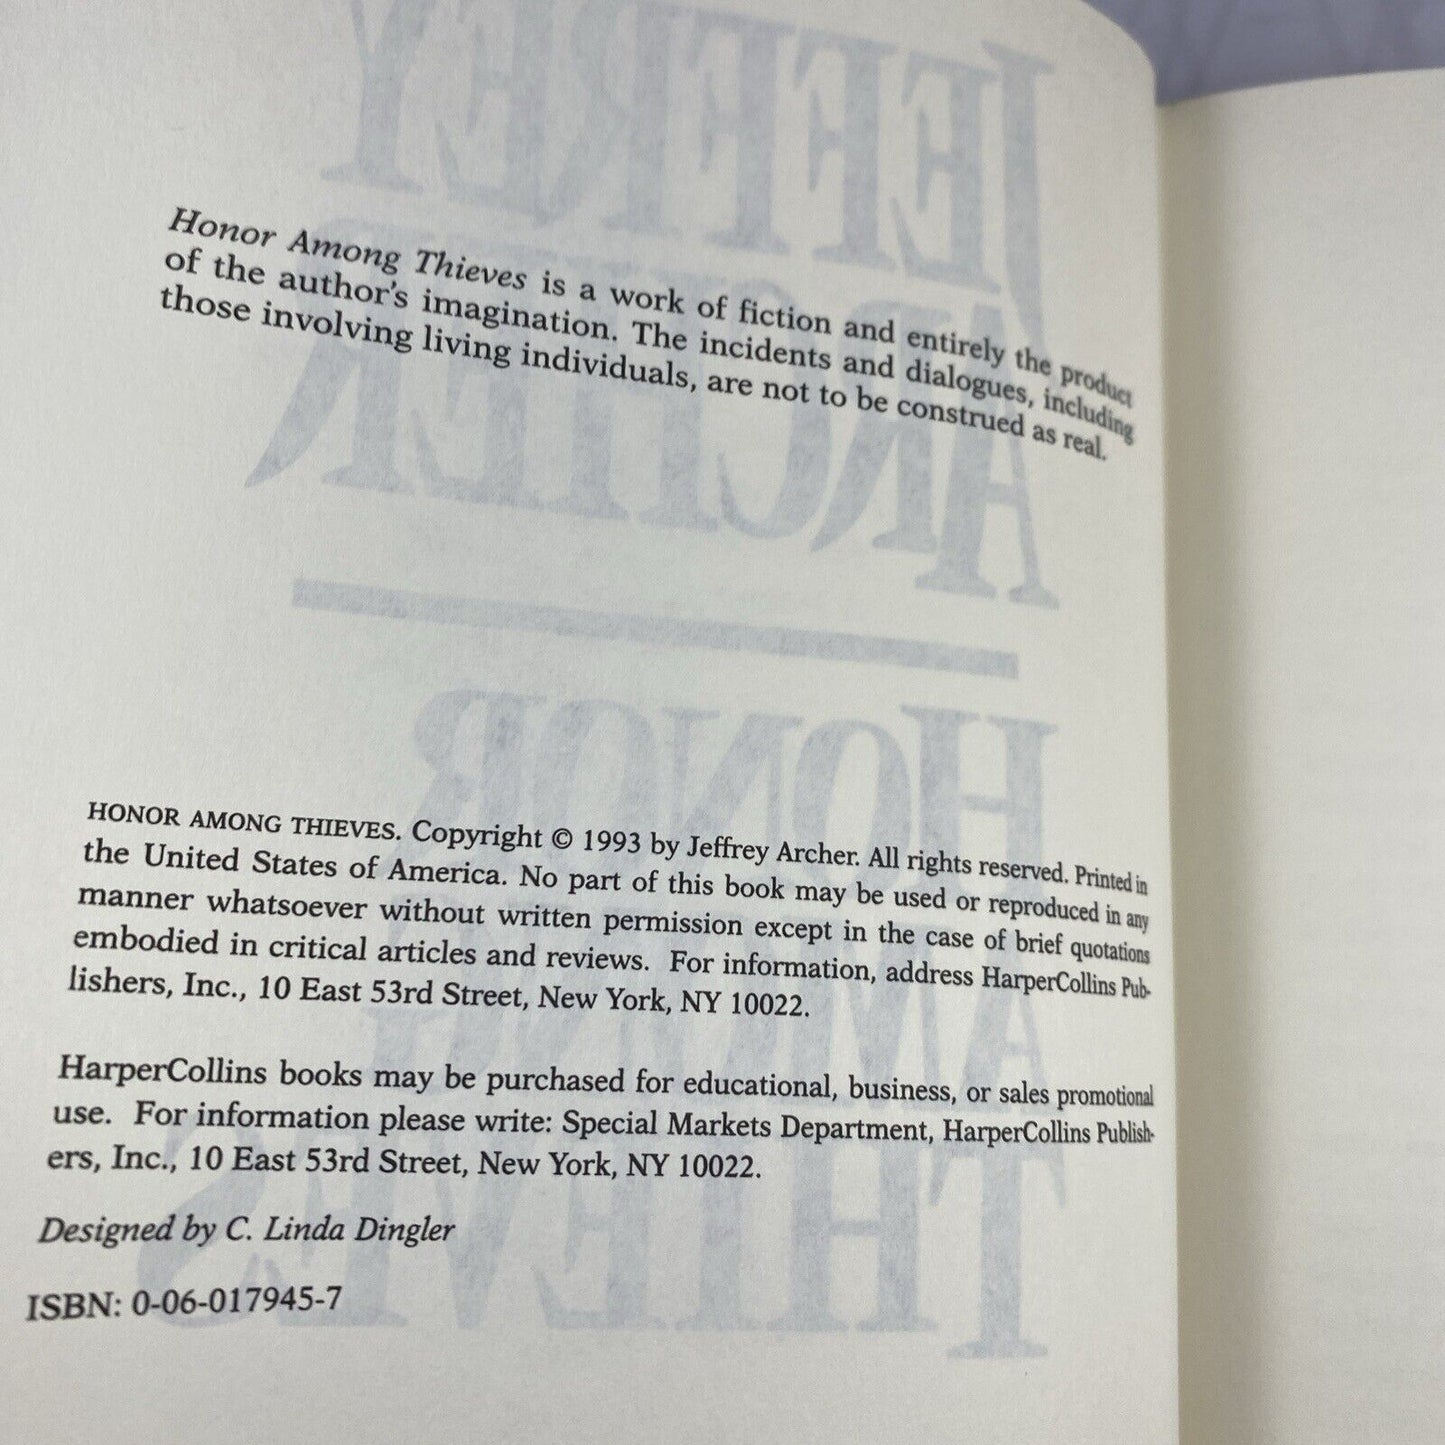 Honor Among Thieves is a work of fiction and entirely the product
of the author's imagination. The incidents and dialogues, including
those involving living individuals, are not to be construed as real.
HONOR AMONG THIEVES. Copyright © 1993 by Jeffrey Archer. All rights reserved. Printed in
the United States of America. No part of this book may be used or reproduced in any
manner whatsoever without written permission except in the case of brief quotations
embodied in critical articles and reviews. For information, address HarperCollins Pub-
lishers, Inc., 10 East 53rd Street, New York, NY 10022.
HarperCollins books may be purchased for educational, business, or sales promotional
use. For information please write: Special Markets Department, HarperCollins Publish-
ers, Inc., 10 East 53rd Street, New York, NY 10022.
Designed by C. Linda Dingler
ISBN: 0-06-017945-7
JEFFREY
ARCHER
HONOR
AMONG
THIEVES